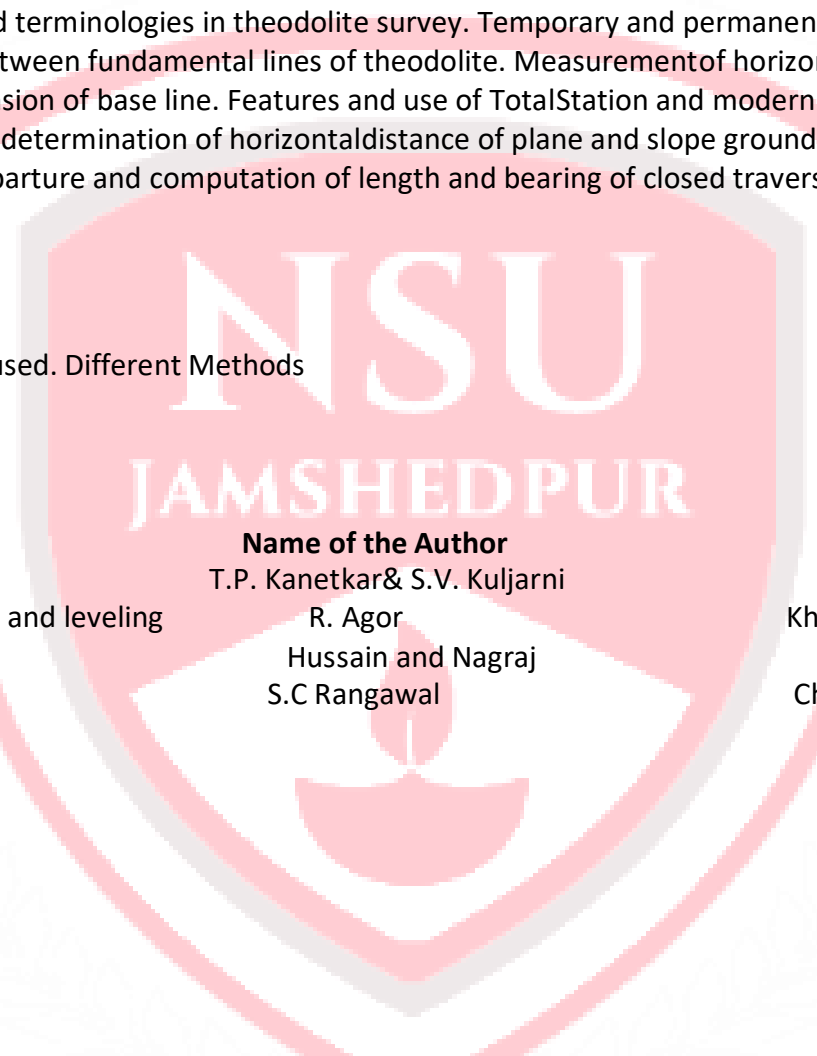 d terminologies in theodolite survey. Temporary and permanen
tween fundamental lines of theodolite. Measurementof horizo
sion of base line. Features and use of TotalStation and modern
determination of horizontaldistance of plane and slope ground
parture and computation of length and bearing of closed travers
NSU
used. Different Methods
JAMSHEDPUR
Name of the Author
T.P. Kanetkar& S.V. Kuljarni
and leveling R. Agor Kh
Hussain and Nagraj
S.C Rangawal Ch